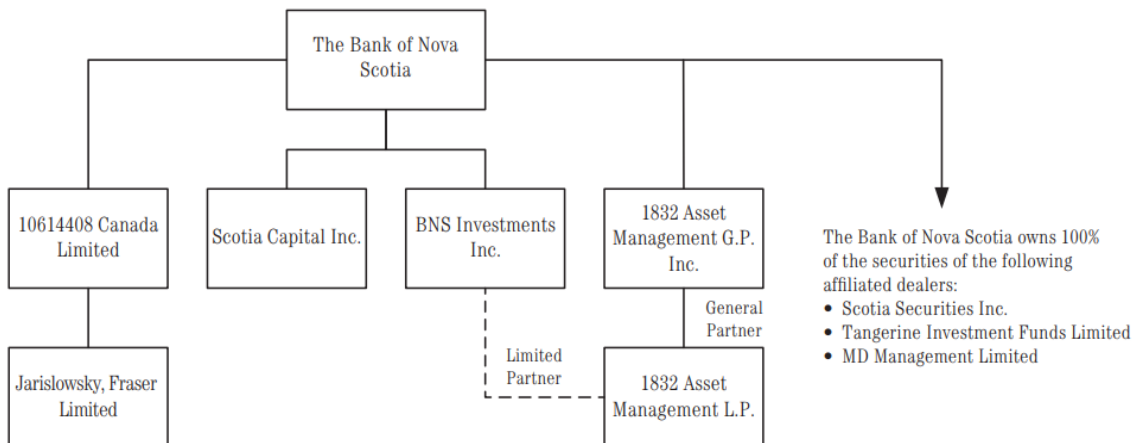 The Bank of Nova
Scotia
10614408 Canada
Limited
Scotia Capital Inc.
BNS Investments
Inc.
1832 Asset
Management G.P.
Inc.
The Bank of Nova Scotia owns 100%
of the securities of the following
affiliated dealers:
• Scotia Securities Inc.
• Tangerine Investment Funds Limited
• MD Management Limited
General
Partner
Limited
Partner
Jarislowsky, Fraser
Limited
1832 Asset
Management L.P.